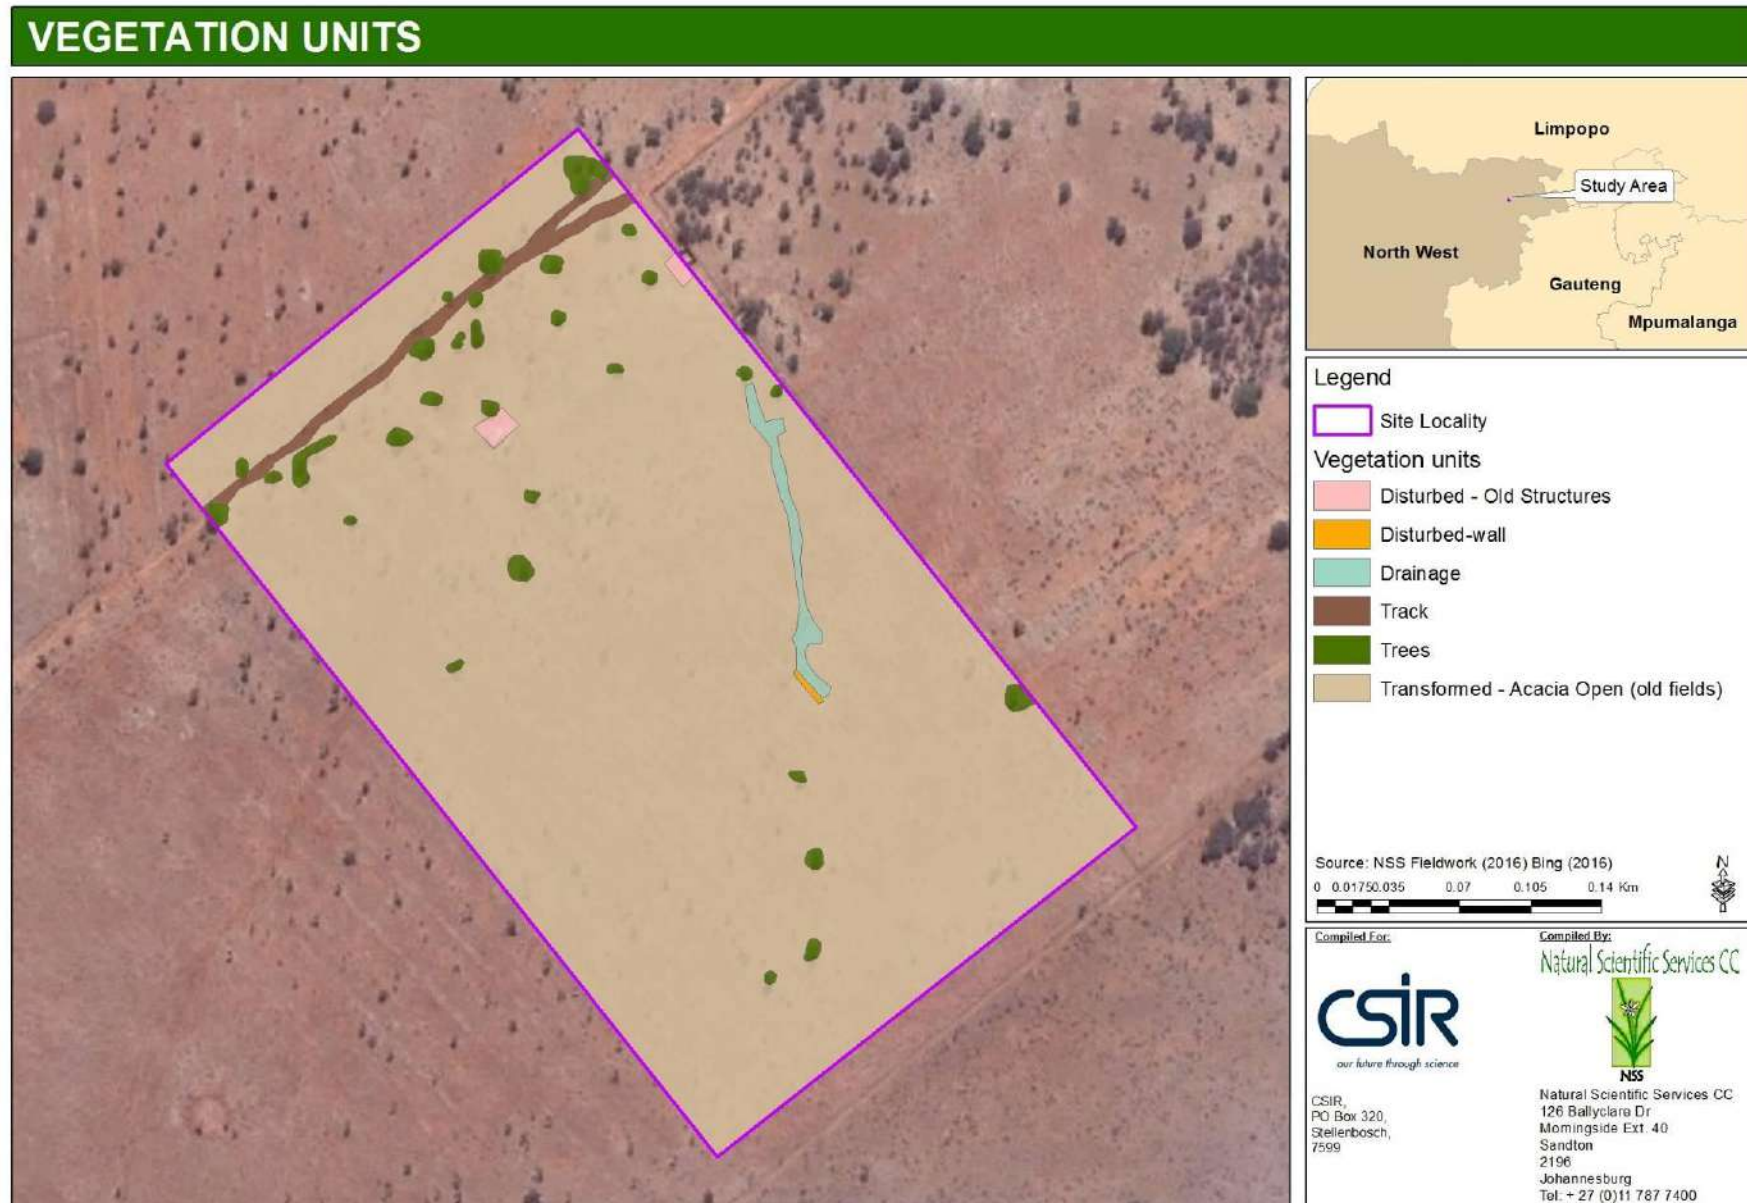 VEGETATION UNITS
Limpopo
Study Area
North West
Gauteng
Mpumalanga
Legend
Site Locality
Vegetation units
Disturbed - Old Structures
Disturbed-wall
Drainage
Track
Trees
Transformed - Acacia Open (old fields)
Source: NSS Fieldwork (2016) Bing (2016)
0 0.01750.035 0.07 0.105 0.14 Km
N
Compiled For:
CSIR
our future through science
CSIR,
PO Box 320,
Stellenbosch,
7599
Compiled By:
Natural Scientific Services CC
NSS
Natural Scientific Services CC
126 Ballyclare Dr
Morningside Ext. 40
Sandton
2196
Johannesburg
Tel: + 27 (0)11 787 7400